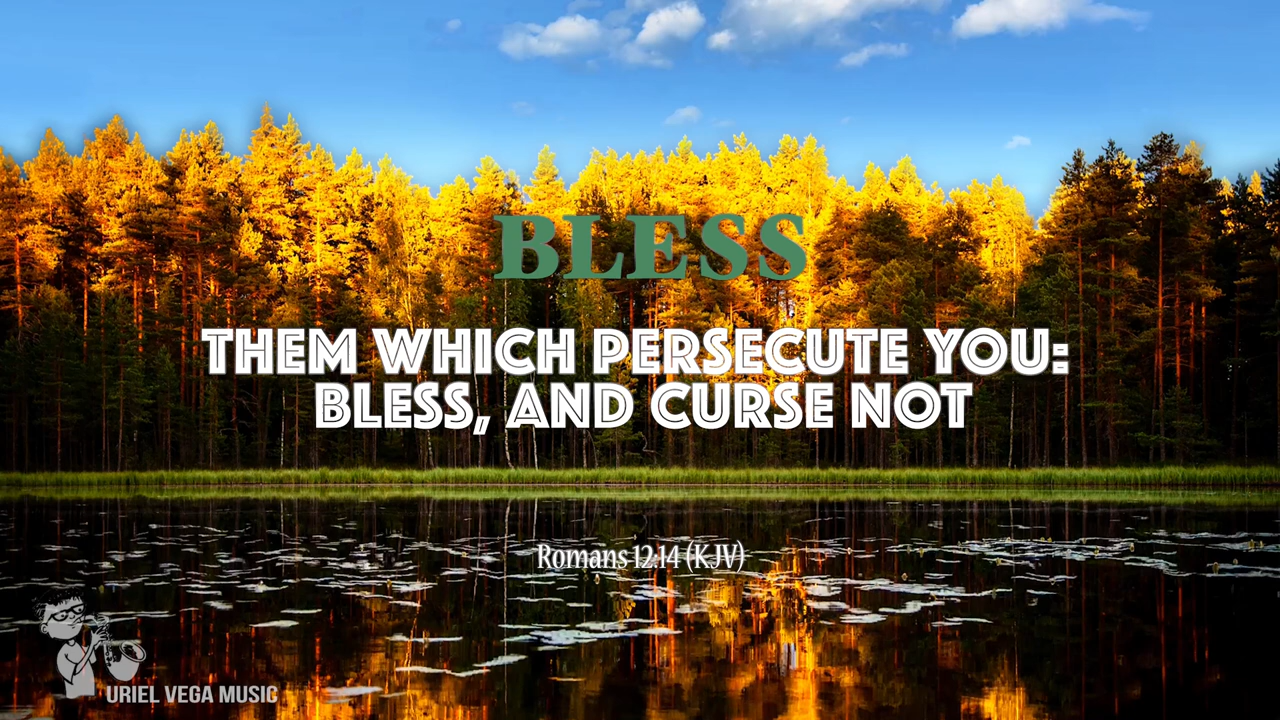 BLESS
THEM WHICH PERSECUTE YOU:
BLESS, AND CURSE NOT
Romans 12:14 (KJV)
URIEL VEGA MUSIC